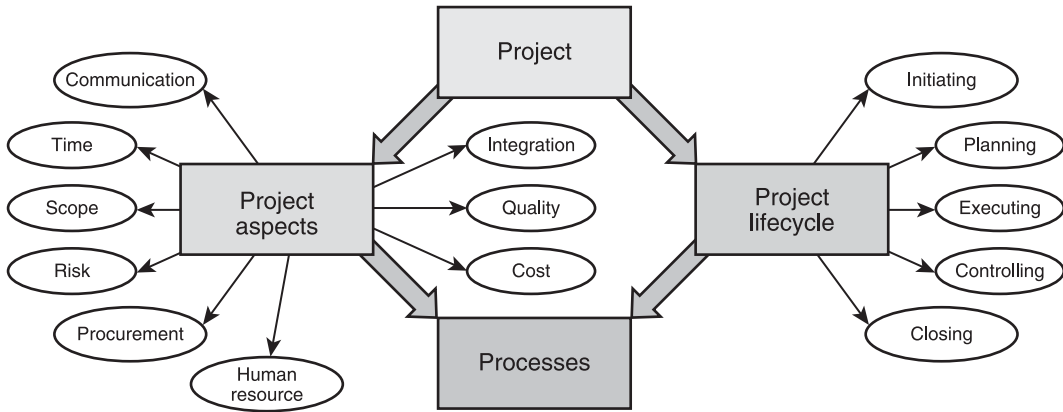 Project
Communication
Initiating
Time
Integration
Planning
Project
aspects
Project
lifecycle
Scope
Quality
Executing
Risk
Cost
Controlling
Procurement
Closing
Processes
Human
resource